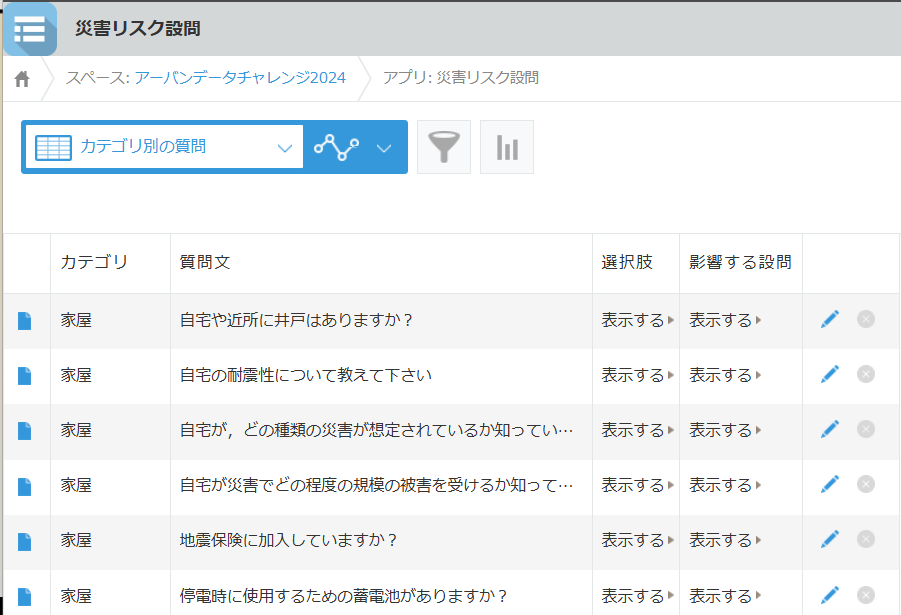 災害リスク設問
スペース: アーバンデータチャレンジ2024 アプリ: 災害リスク設問
カテゴリ別の質問
カテゴリ 質問文 選択肢 影響する設問
家屋 自宅や近所に井戸はありますか？ 表示する 表示する
家屋 自宅の耐震性について教えて下さい 表示する 表示する
家屋 自宅が，どの種類の災害が想定されているか知ってい… 表示する 表示する
家屋 自宅が災害でどの程度の規模の被害を受けるか知って… 表示する 表示する
家屋 地震保険に加入していますか？ 表示する 表示する
家屋 停電時に使用するための蓄電池がありますか？ 表示する 表示する